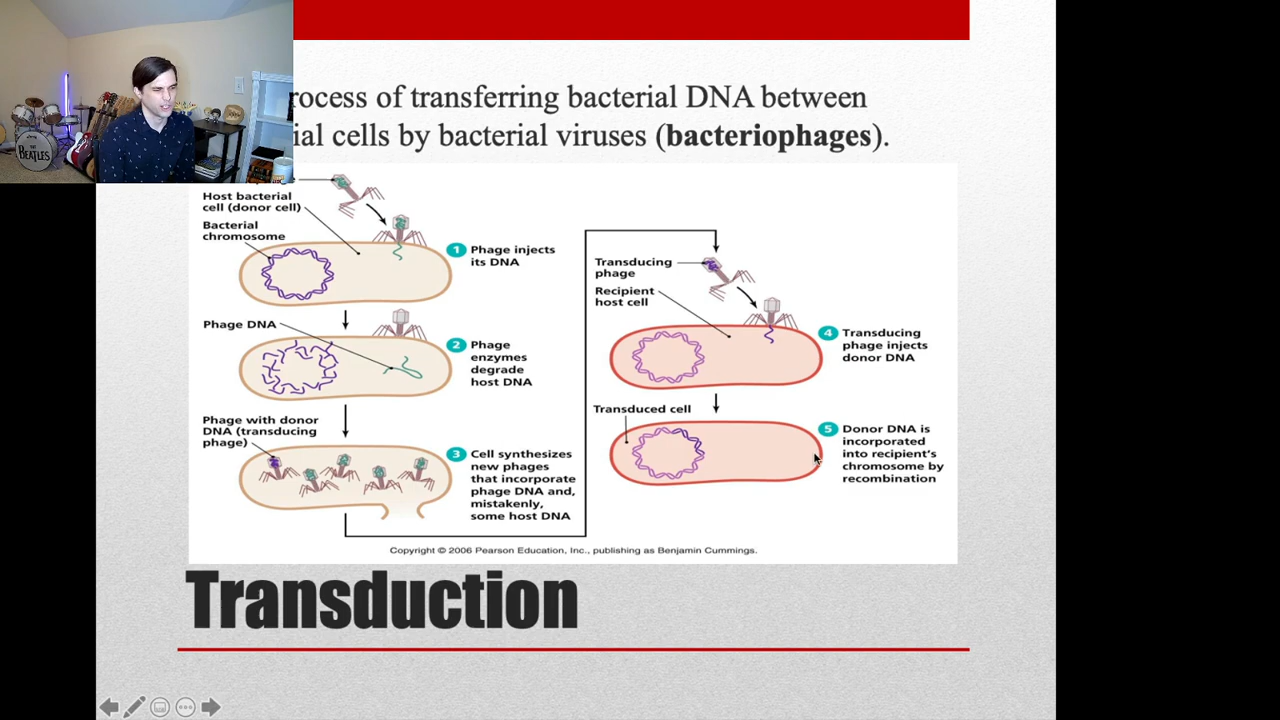 rocess of transferring bacterial DNA between
ial cells by bacterial viruses (bacteriophages).
Host bacterial
cell (donor cell)
Bacterial
chromosome
1 Phage injects
its DNA
Phage DNA
2 Phage
enzymes
degrade
host DNA
Phage with donor
DNA (transducing
phage)
3 Cell synthesizes
new phages
that incorporate
phage DNA and,
mistakenly,
some host DNA
Transducing
phage
Recipient
host cell
4 Transducing
phage injects
donor DNA
Transduced cell
5 Donor DNA is
incorporated
into recipient's
chromosome by
recombination
Copyright © 2006 Pearson Education, Inc., publishing as Benjamin Cummings.
Transduction
THE
BEATLES